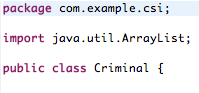 package com.example.csi;
import java.util.ArrayList;
public class Criminal {